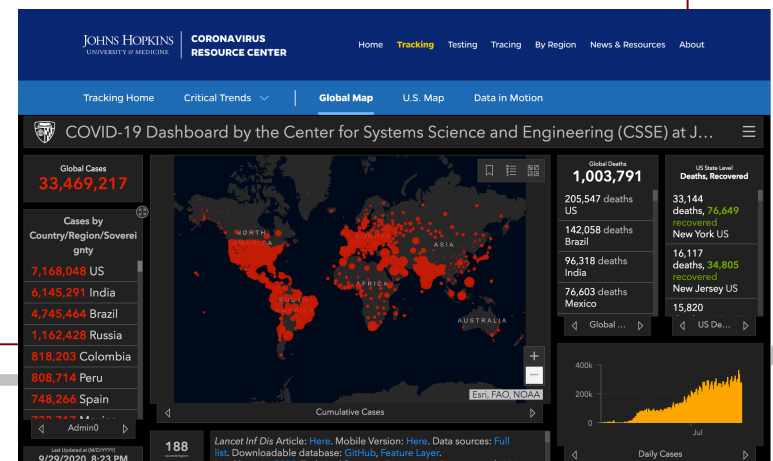 JOHNS HOPKINS
UNIVERSITY & MEDICINE
CORONAVIRUS
RESOURCE CENTER
Home
Tracking
Testing
Tracing
By Region
News & Resources
About
Tracking Home
Critical Trends
Global Map
U.S. Map
Data in Motion
COVID-19 Dashboard by the Center for Systems Science and Engineering (CSSE) at J...
Global Cases
33,469,217
Cases by
Country/Region/Soverei
gnty
7,168,048 US
6,145,291 India
4,745,464 Brazil
1,162,428 Russia
818,203 Colombia
808,714 Peru
748,266 Spain
Admin0
Last Updated at (M/D/YYYY)
9/29/2020, 8:23 PM
NORTH
AMERICA
EUROPE
ASIA
AFRICA
SOUTH
AMERICA
AUSTRALIA
+
−
Esri, FAO, NOAA
Cumulative Cases
188
countries/regions
Lancet Inf Dis Article: Here. Mobile Version: Here. Data sources: Full
list. Downloadable database: GitHub, Feature Layer.
Global Deaths
1,003,791
205,547 deaths
US
142,058 deaths
Brazil
96,318 deaths
India
76,603 deaths
Mexico
Global ...
US State Level
Deaths, Recovered
33,144
deaths, 76,649
recovered
New York US
16,117
deaths, 34,805
recovered
New Jersey US
15,820
US De...
400k
200k
0
Jul
Daily Cases